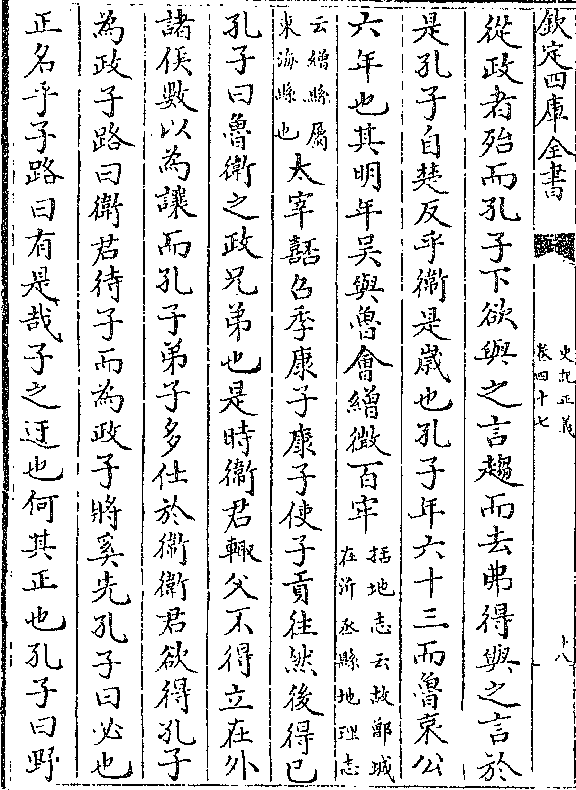 欽定四庫全書
史記正義
卷四十七
十八
從政者殆而孔子下欲與之言趨而去弗得與之言於
是孔子自楚反乎衛是歳也孔子年六十三而魯哀公
六年也其明年吳與魯會繒徴百牢
括地志云故鄫城
在沂丞縣地理志
云繒縣屬
東海縣也
太宰嚭召季康子康子使子貢往然後得已
孔子曰魯衛之政兄弟也是時衛君輙父不得立在外
諸侯數以為讓而孔子弟子多仕於衛衛君欲得孔子
為政子路曰衛君待子而為政子將奚先孔子曰必也
正名乎子路曰有是哉子之迂也何其正也孔子曰野